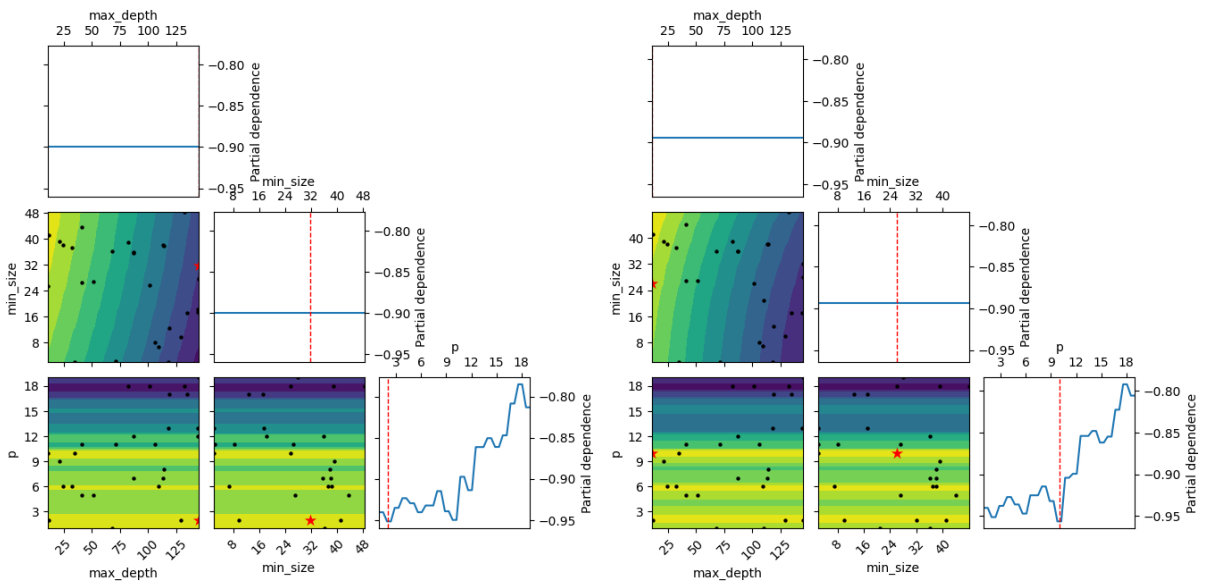 max_depth
25 50 75 100 125
−0.80
−0.85
−0.90
−0.95
Partial dependence
max_depth
25 50 75 100 125
−0.80
−0.85
−0.90
−0.95
Partial dependence
min_size
8 16 24 32 40 48
48
40
32
24
16
8
min_size
−0.80
−0.85
−0.90
−0.95
Partial dependence
min_size
8 16 24 32 40
40
32
24
16
8
min_size
−0.80
−0.85
−0.90
−0.95
Partial dependence
p
3 6 9 12 15 18
18
15
12
9
6
3
p
−0.80
−0.85
−0.90
−0.95
Partial dependence
25 50 75 100 125
max_depth
8 16 24 32 40 48
min_size
p
3 6 9 12 15 18
18
15
12
9
6
3
p
−0.80
−0.85
−0.90
−0.95
Partial dependence
25 50 75 100 125
max_depth
8 16 24 32 40
min_size